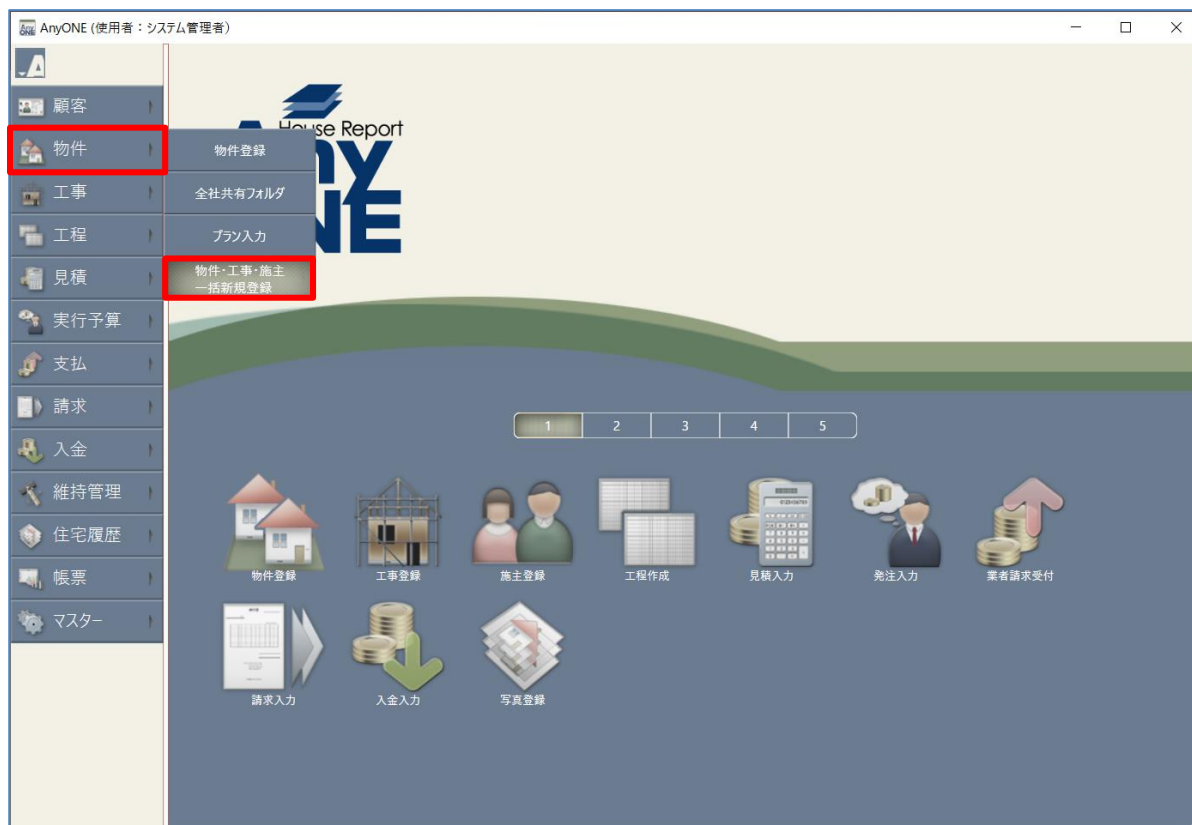 AnyONE (使用者：システム管理者)
顧客
物件
工事
工程
見積
実行予算
支払
請求
入金
維持管理
住宅履歴
帳票
マスター
House Report
Any
ONE
物件登録
全社共有フォルダ
プラン入力
物件・工事・施主
一括新規登録
1 2 3 4 5
物件登録 工事登録 施主登録 工程作成 見積入力 発注入力 業者請求受付
請求入力 入金入力 写真登録